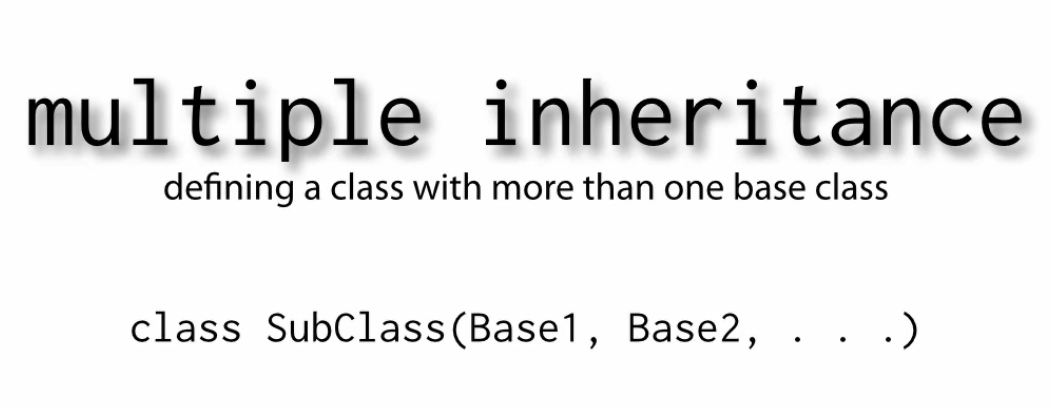 multiple inheritance
defining a class with more than one base class
class SubClass(Base1, Base2, . . .)